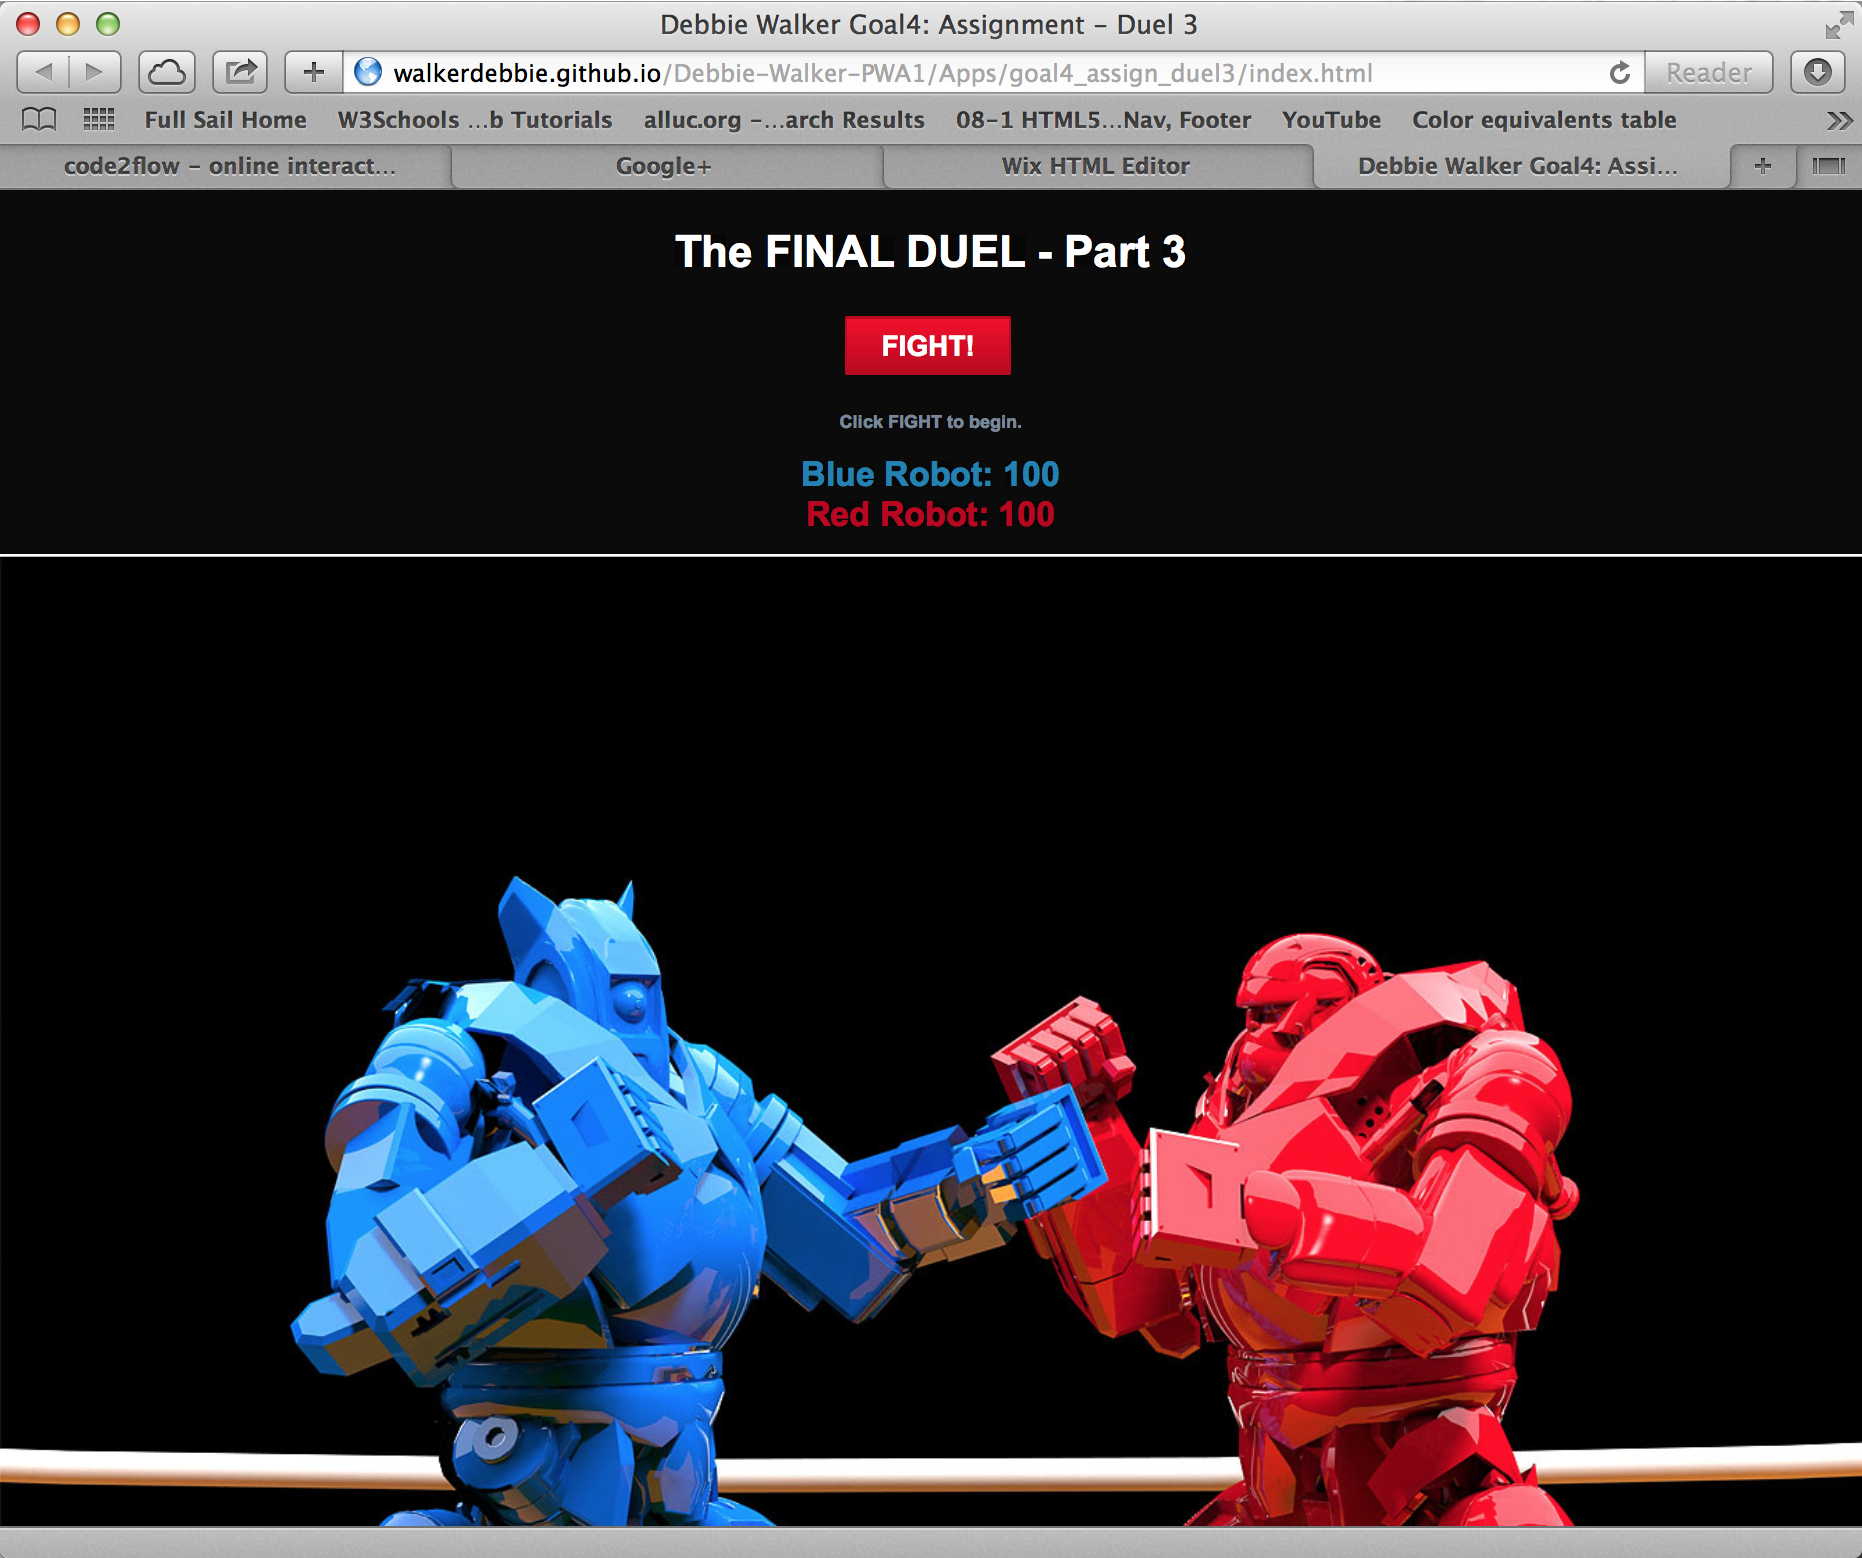 Debbie Walker Goal4: Assignment – Duel 3
walkerdebbie.github.io/Debbie-Walker-PWA1/Apps/goal4_assign_duel3/index.html
Reader
Full Sail Home W3Schools ...b Tutorials alluc.org –...arch Results 08-1 HTML5...Nav, Footer YouTube Color equivalents table
code2flow – online interact... Google+ Wix HTML Editor Debbie Walker Goal4: Assi...
The FINAL DUEL - Part 3
FIGHT!
Click FIGHT to begin.
Blue Robot: 100
Red Robot: 100